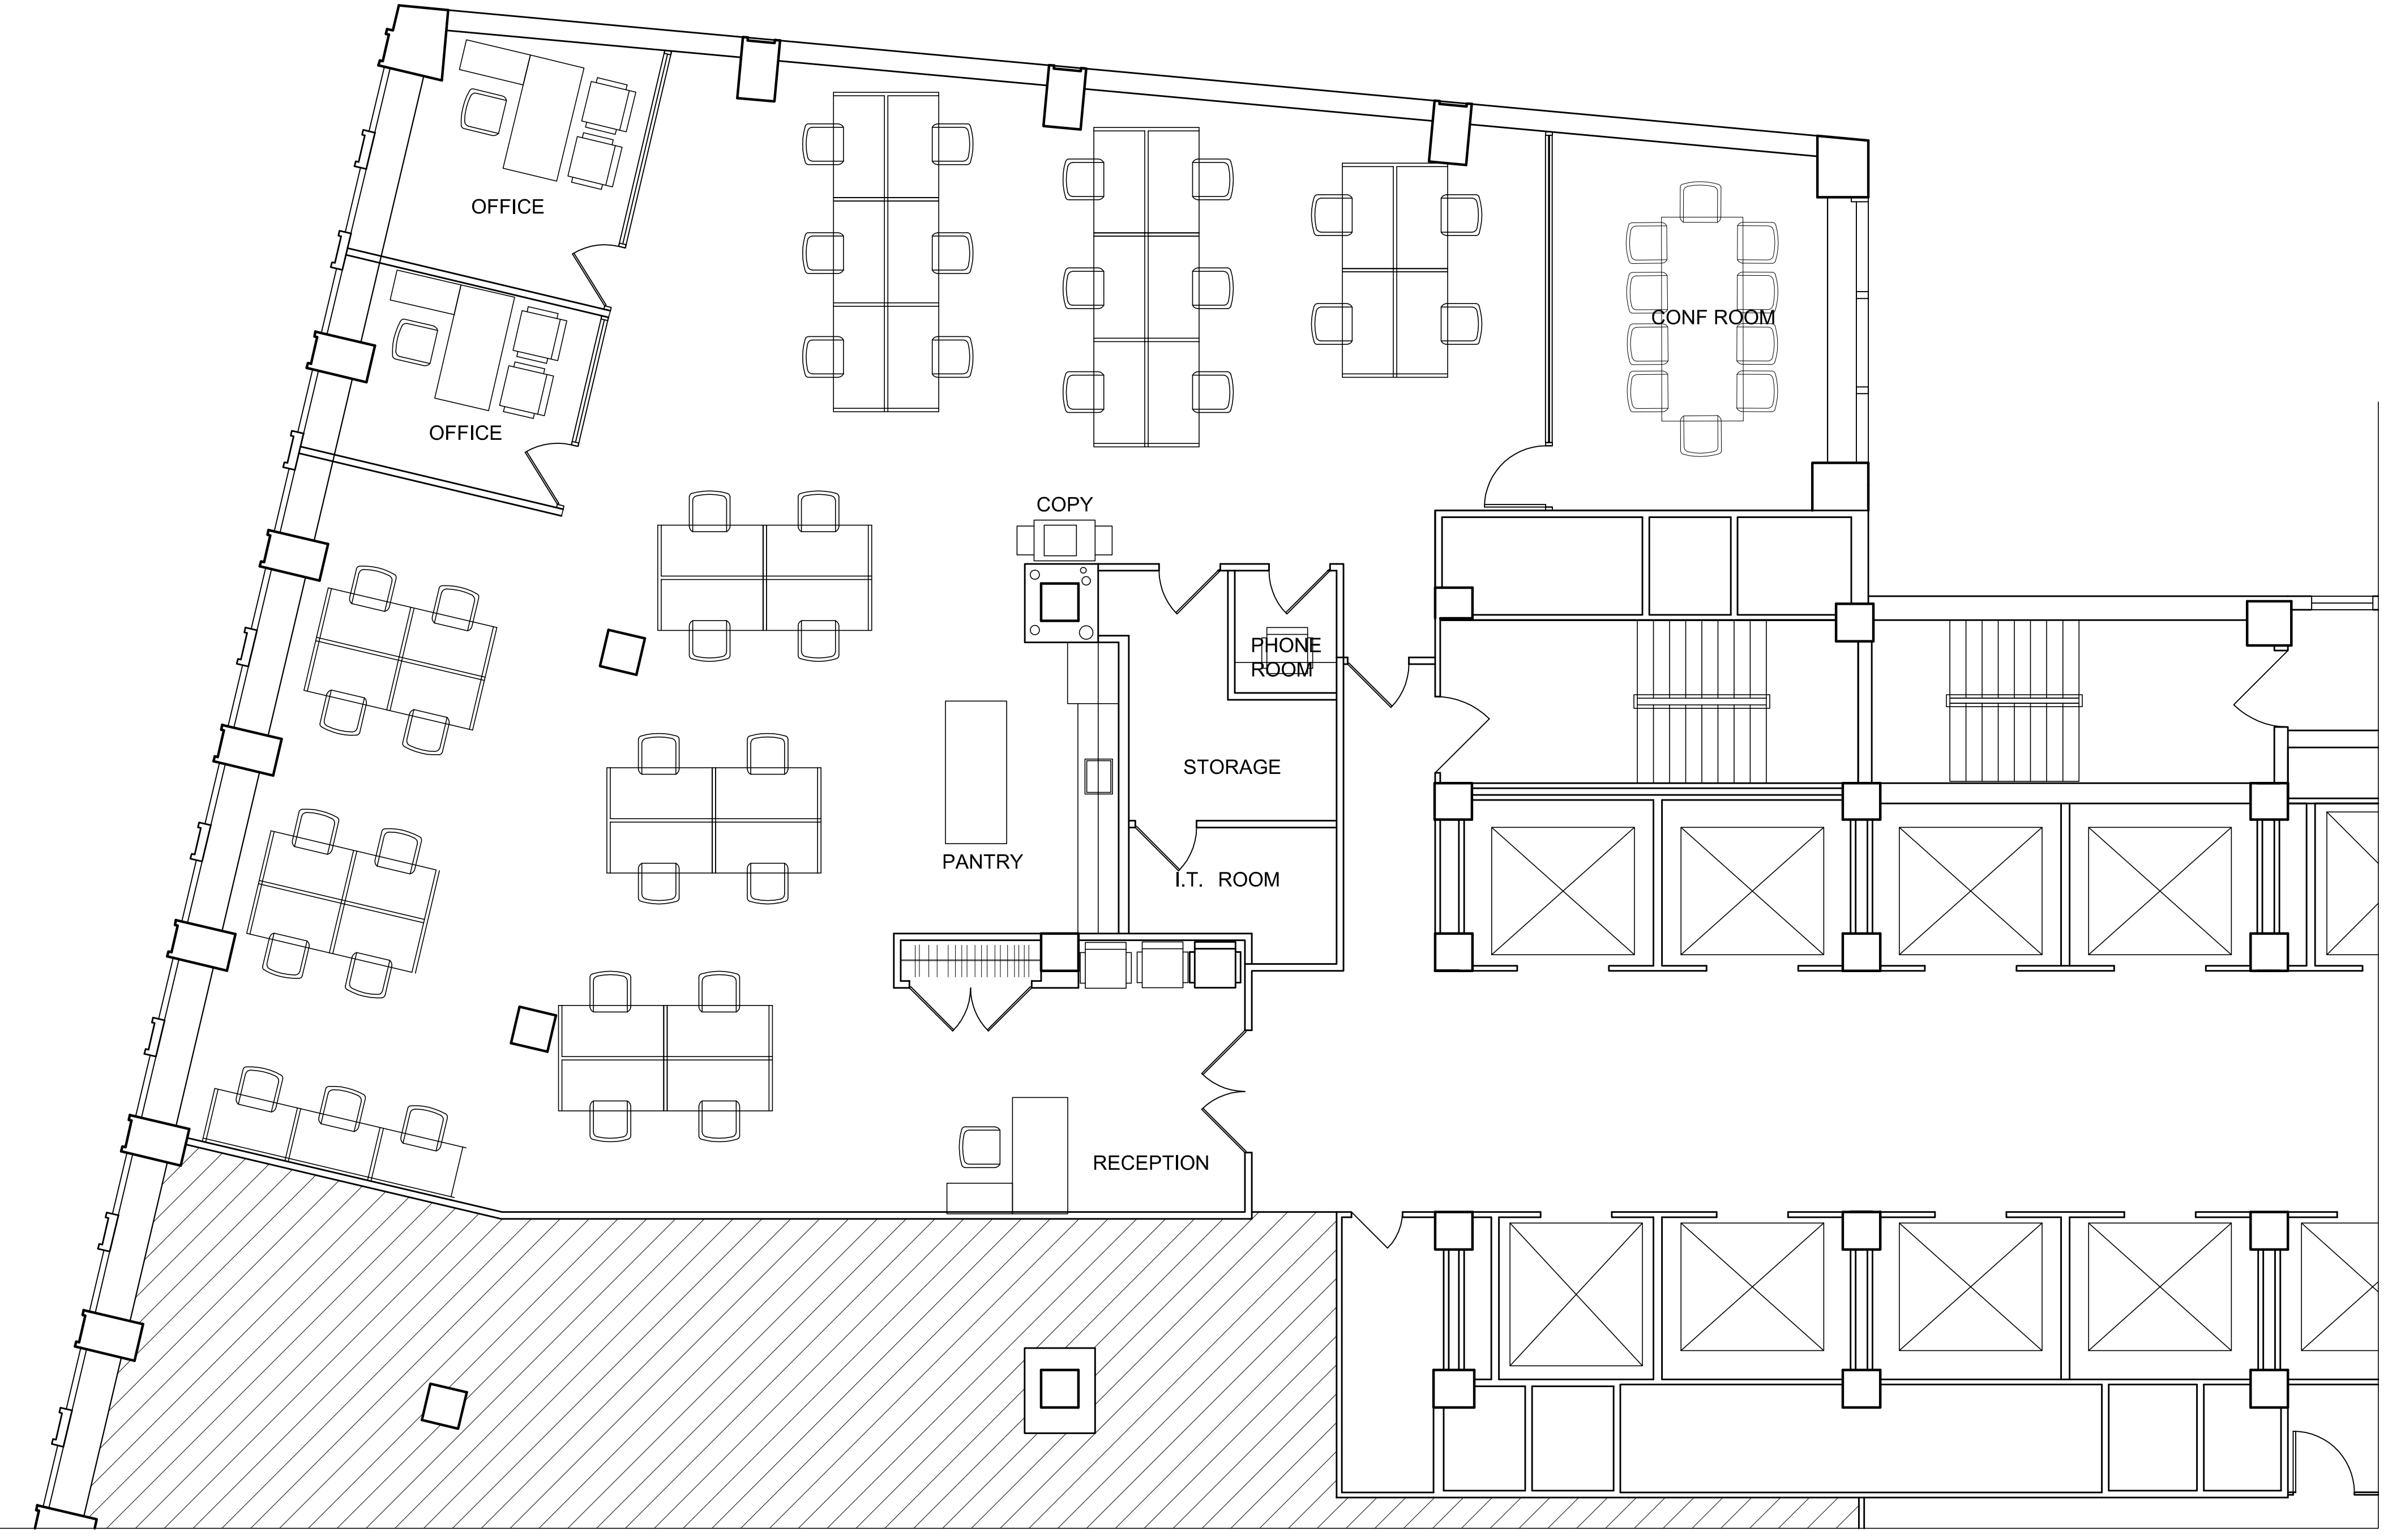 OFFICE
CONF ROOM
OFFICE
COPY
PHONE
ROOM
STORAGE
PANTRY
I.T. ROOM
RECEPTION